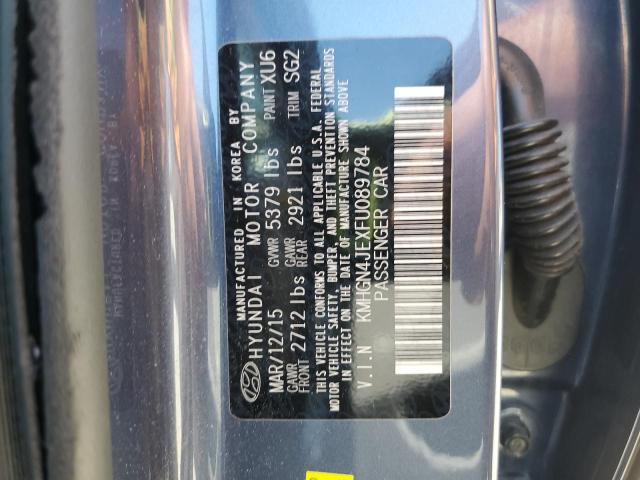 MANUFACTURED IN KOREA BY
HYUNDAI MOTOR COMPANY
MAR/12/15 GVWR 5379 lbs PAINT XU6
GAWR FRONT 2712 lbs GAWR REAR 2921 lbs TRIM SG2
THIS VEHICLE CONFORMS TO ALL APPLICABLE U.S.A. FEDERAL
MOTOR VEHICLE SAFETY, BUMPER, AND THEFT PREVENTION STANDARDS
IN EFFECT ON THE DATE OF MANUFACTURE SHOWN ABOVE
V.I.N KMHGN4JEXFU089784
PASSENGER CAR